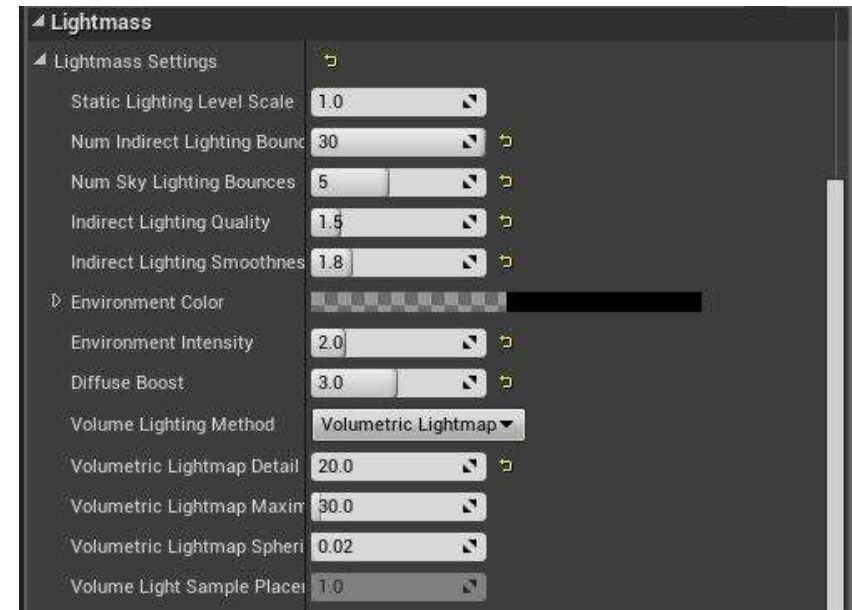 Lightmass
Lightmass Settings
Static Lighting Level Scale 1.0
Num Indirect Lighting Bounc 30
Num Sky Lighting Bounces 5
Indirect Lighting Quality 1.5
Indirect Lighting Smoothnes 1.8
Environment Color
Environment Intensity 2.0
Diffuse Boost 3.0
Volume Lighting Method Volumetric Lightmap
Volumetric Lightmap Detail 20.0
Volumetric Lightmap Maxim 30.0
Volumetric Lightmap Spheri 0.02
Volume Light Sample Placer 1.0